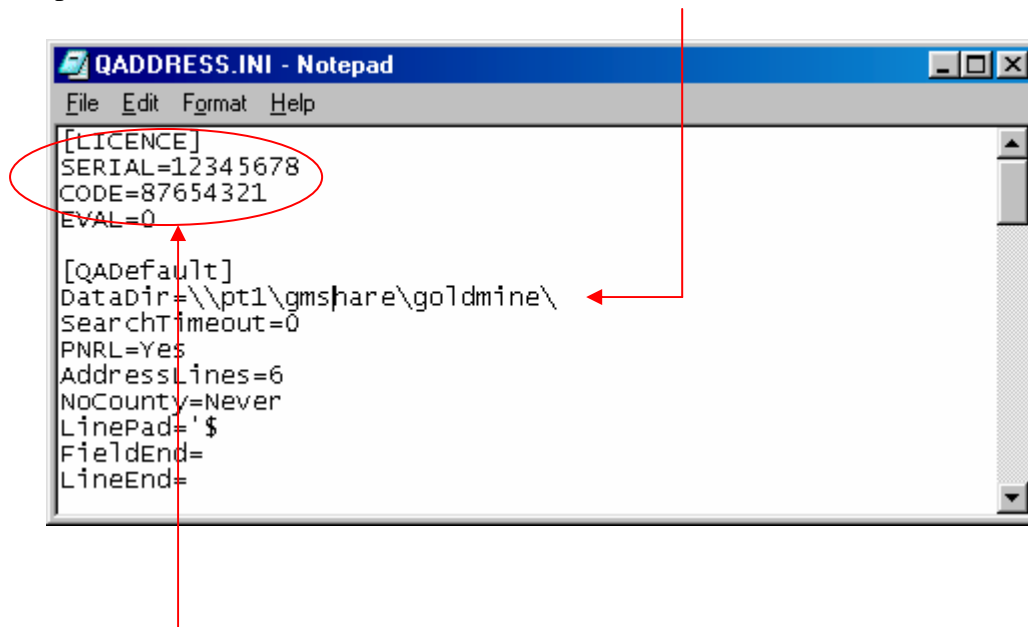 QADDRESS.INI - Notepad
File Edit Format Help
[LICENCE]
SERIAL=12345678
CODE=87654321
EVAL=0
[QADefault]
DataDir=\\pt1\gmshare\goldmine\
SearchTimeout=0
PNRL=Yes
AddressLines=6
NoCounty=Never
LinePad='$
FieldEnd=
LineEnd=